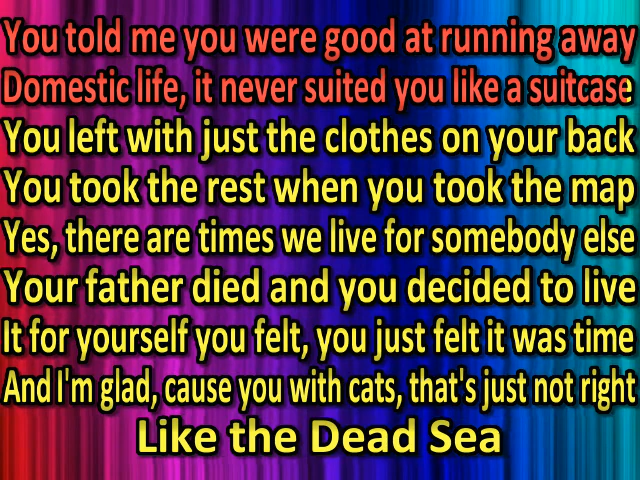 You told me you were good at running away
Domestic life, it never suited you like a suitcase
You left with just the clothes on your back
You took the rest when you took the map
Yes, there are times we live for somebody else
Your father died and you decided to live
It for yourself you felt, you just felt it was time
And I'm glad, cause you with cats, that's just not right
Like the Dead Sea